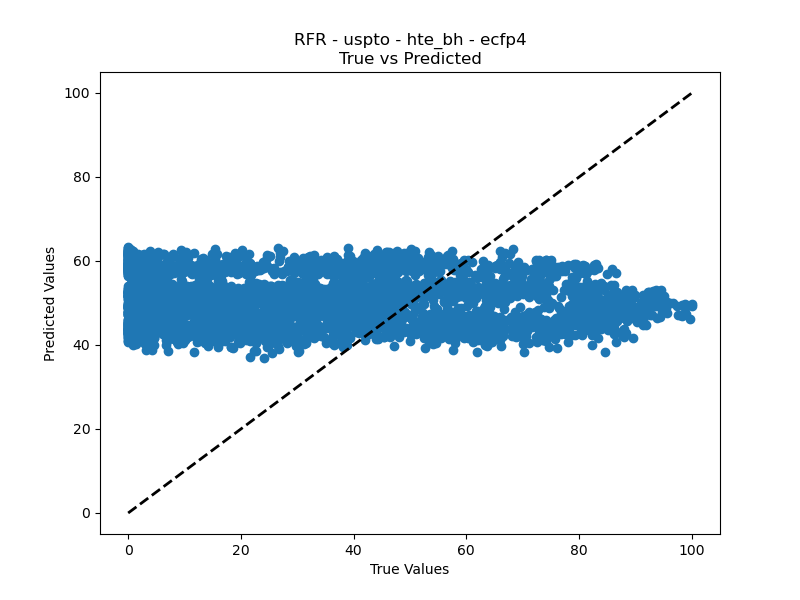 RFR - uspto - hte_bh - ecfp4
True vs Predicted
100
80
60
40
20
0
Predicted Values
0 20 40 60 80 100
True Values